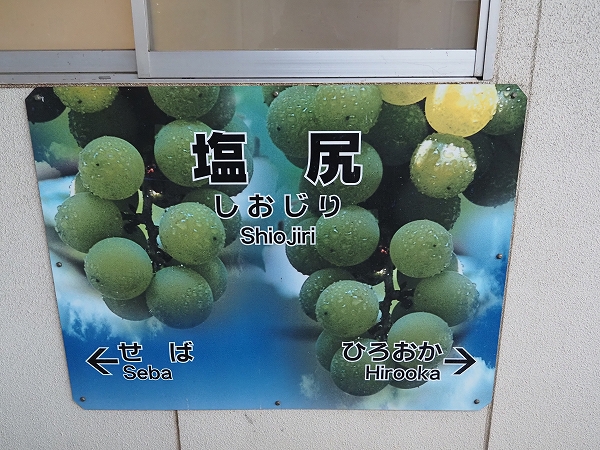 塩尻
しおじり
Shiojiri
← せば ひろおか →
Seba Hirooka